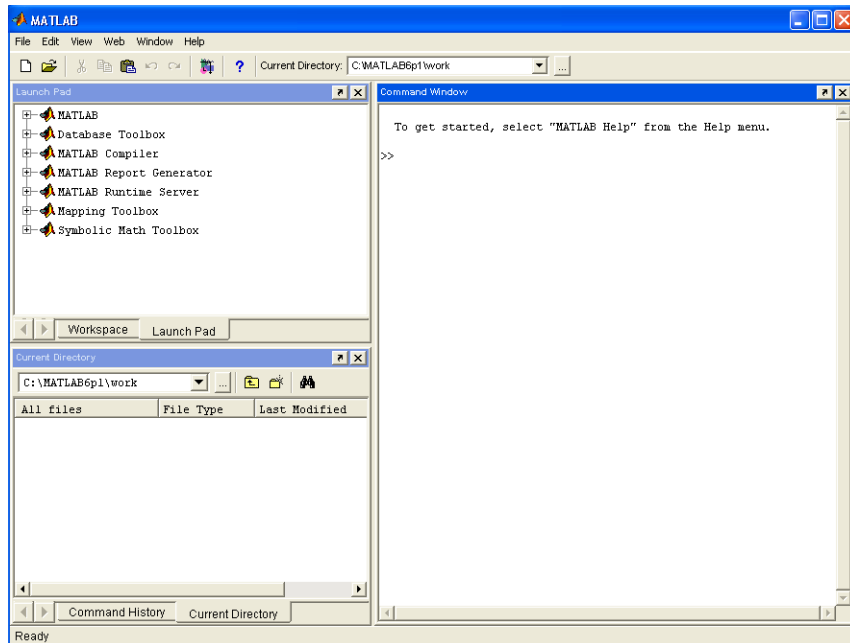 MATLAB
File Edit View Web Window Help
? Current Directory: C:\MATLAB6p1\work ...
Launch Pad
MATLAB
Database Toolbox
MATLAB Compiler
MATLAB Report Generator
MATLAB Runtime Server
Mapping Toolbox
Symbolic Math Toolbox
Workspace Launch Pad
Current Directory
C:\MATLAB6p1\work ...
All files File Type Last Modified
Command History Current Directory
Command Window
To get started, select "MATLAB Help" from the Help menu.
>>
Ready